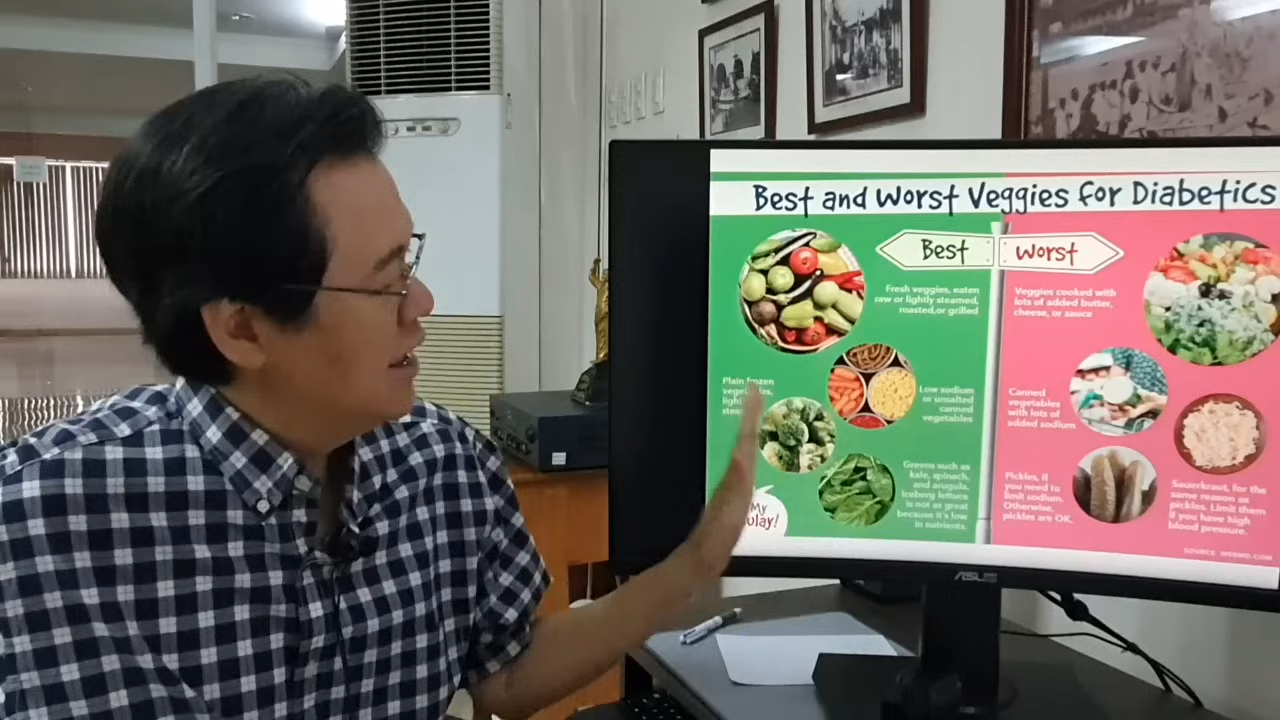 Best and Worst Veggies for Diabetics
Best
Worst
Fresh veggies, eaten
raw or lightly steamed,
roasted,or grilled
Veggies cooked with
lots of added butter,
cheese, or sauce
Plain frozen
Low sodium
or unsalted
canned
vegetables
Canned
vegetables
with lots of
added sodium
Greens such as
kale, spinach,
and arugula.
Iceberg lettuce
is not as great
because it's low
in nutrients.
Pickles, if
you need to
limit sodium.
Otherwise,
pickles are OK.
Sauerkraut, for the
same reason as
pickles. Limit them
if you have high
blood pressure.
My
SOURCE: WEBMD.COM
ASUS